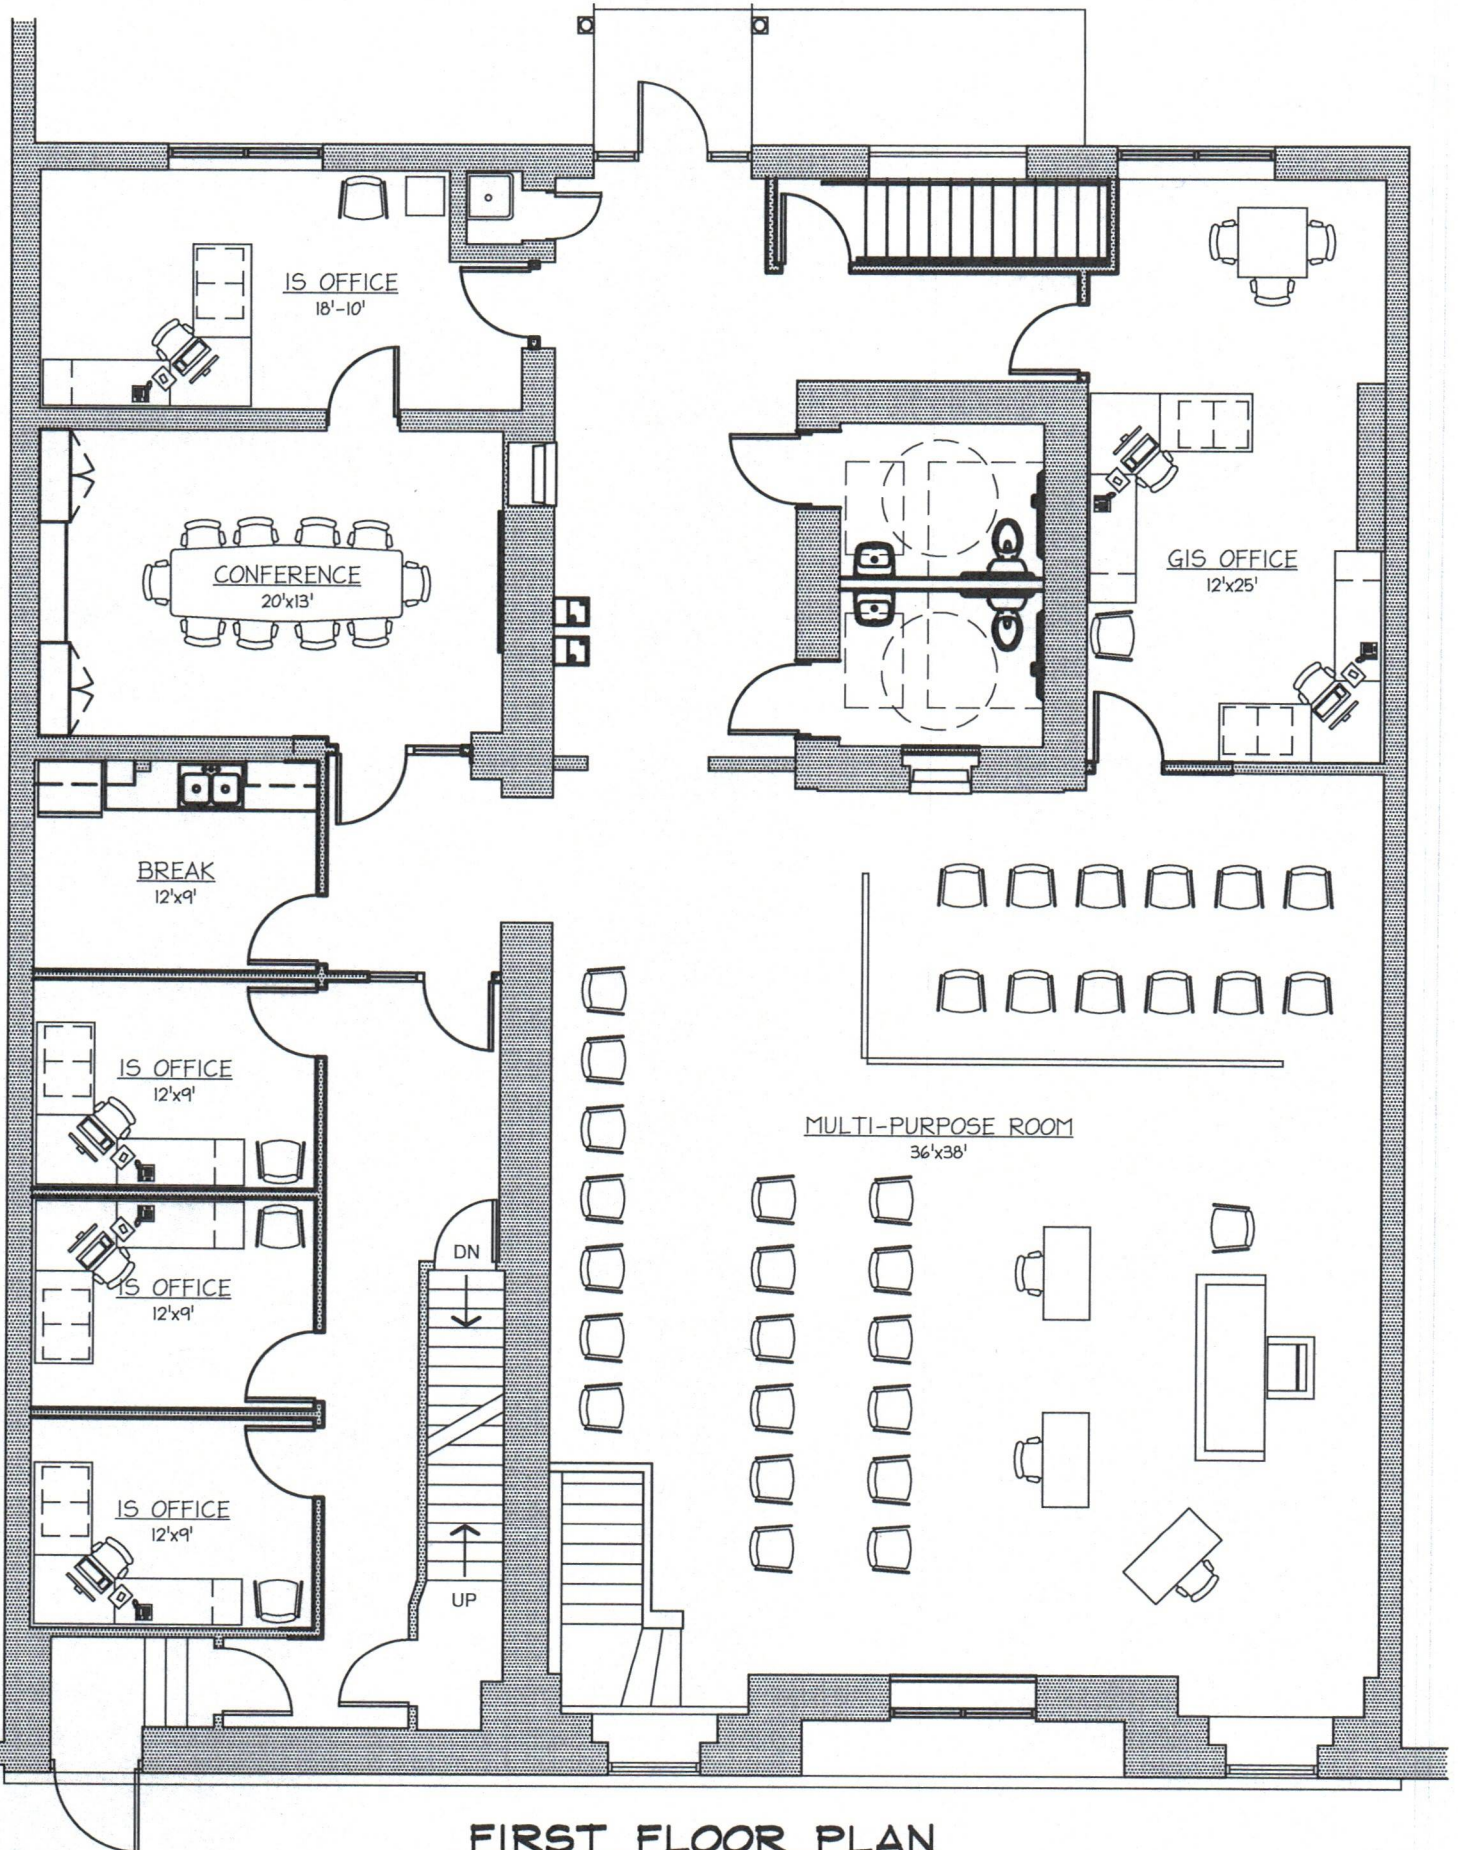 IS OFFICE
18'-10'
CONFERENCE
20'x13'
GIS OFFICE
12'x25'
BREAK
12'x9'
IS OFFICE
12'x9'
MULTI-PURPOSE ROOM
36'x38'
DN
IS OFFICE
12'x9'
IS OFFICE
12'x9'
UP
FIRST FLOOR PLAN